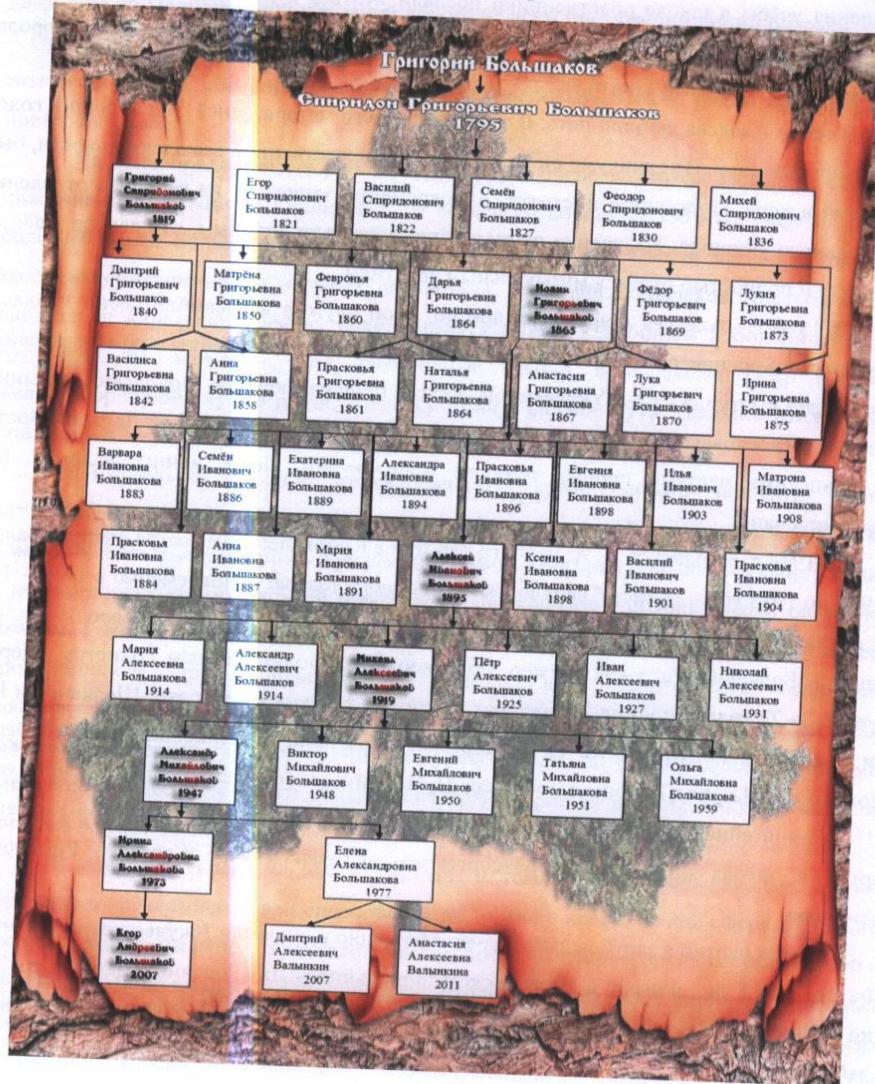 Григорий Большаков
Спиридон Григорьевич Большаков
1795
Григорий
Спиридонович
Большаков
1819
Егор
Спиридонович
Большаков
1821
Василий
Спиридонович
Большаков
1822
Семён
Спиридонович
Большаков
1827
Феодор
Спиридонович
Большаков
1830
Михей
Спиридонович
Большаков
1836
Дмитрий
Григорьевич
Большаков
1840
Матрёна
Григорьевна
Большакова
1850
Февронья
Григорьевна
Большакова
1860
Дарья
Григорьевна
Большакова
1864
Иоанн
Григорьевич
Большаков
1865
Фёдор
Григорьевич
Большаков
1869
Лукия
Григорьевна
Большакова
1873
Василиса
Григорьевна
Большакова
1842
Анна
Григорьевна
Большакова
1858
Прасковья
Григорьевна
Большакова
1861
Наталья
Григорьевна
Большакова
1864
Анастасия
Григорьевна
Большакова
1867
Лука
Григорьевич
Большаков
1870
Ирина
Григорьевна
Большакова
1875
Варвара
Ивановна
Большакова
1883
Семён
Иванович
Большаков
1886
Екатерина
Ивановна
Большакова
1889
Александра
Ивановна
Большакова
1894
Прасковья
Ивановна
Большакова
1896
Евгения
Ивановна
Большакова
1898
Илья
Иванович
Большаков
1903
Матрона
Ивановна
Большакова
1908
Прасковья
Ивановна
Большакова
1884
Анна
Ивановна
Большакова
1887
Мария
Ивановна
Большакова
1891
Алексей
Иванович
Большаков
1895
Ксения
Ивановна
Большакова
1898
Василий
Иванович
Большаков
1901
Прасковья
Ивановна
Большакова
1904
Мария
Алексеевна
Большакова
1914
Александр
Алексеевич
Большаков
1914
Михаил
Алексеевич
Большаков
1919
Пётр
Алексеевич
Большаков
1925
Иван
Алексеевич
Большаков
1927
Николай
Алексеевич
Большаков
1931
Александр
Михайлович
Большаков
1947
Виктор
Михайлович
Большаков
1948
Евгений
Михайлович
Большаков
1950
Татьяна
Михайловна
Большакова
1951
Ольга
Михайловна
Большакова
1959
Ирина
Александровна
Большакова
1973
Елена
Александровна
Большакова
1977
Егор
Андреевич
Большаков
2007
Дмитрий
Алексеевич
Валынкин
2007
Анастасия
Алексеевна
Валынкина
2011